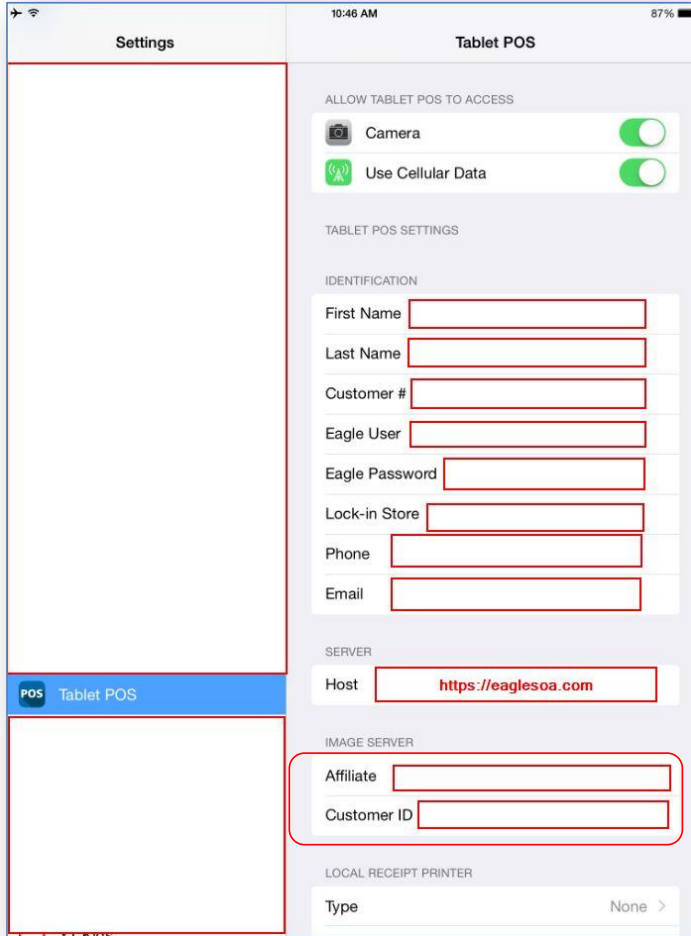 10:46 AM
87%
Settings
Tablet POS
ALLOW TABLET POS TO ACCESS
Camera
Use Cellular Data
TABLET POS SETTINGS
IDENTIFICATION
First Name
Last Name
Customer #
Eagle User
Eagle Password
Lock-in Store
Phone
Email
SERVER
POS Tablet POS
Host https://eaglesoa.com
IMAGE SERVER
Affiliate
Customer ID
LOCAL RECEIPT PRINTER
Type None >